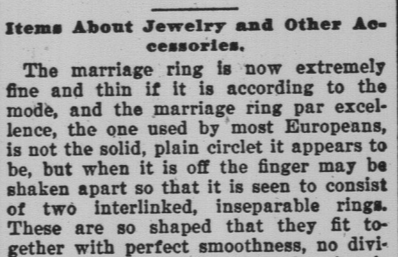 Items About Jewelry and Other Ac-
cessories.
The marriage ring is now extremely
fine and thin if it is according to the
mode, and the marriage ring par excel-
lence, the one used by most Europeans,
is not the solid, plain circlet it appears to
be, but when it is off the finger may be
shaken apart so that it is seen to consist
of two interlinked, inseparable rings.
These are so shaped that they fit to-
gether with perfect smoothness, no divi-